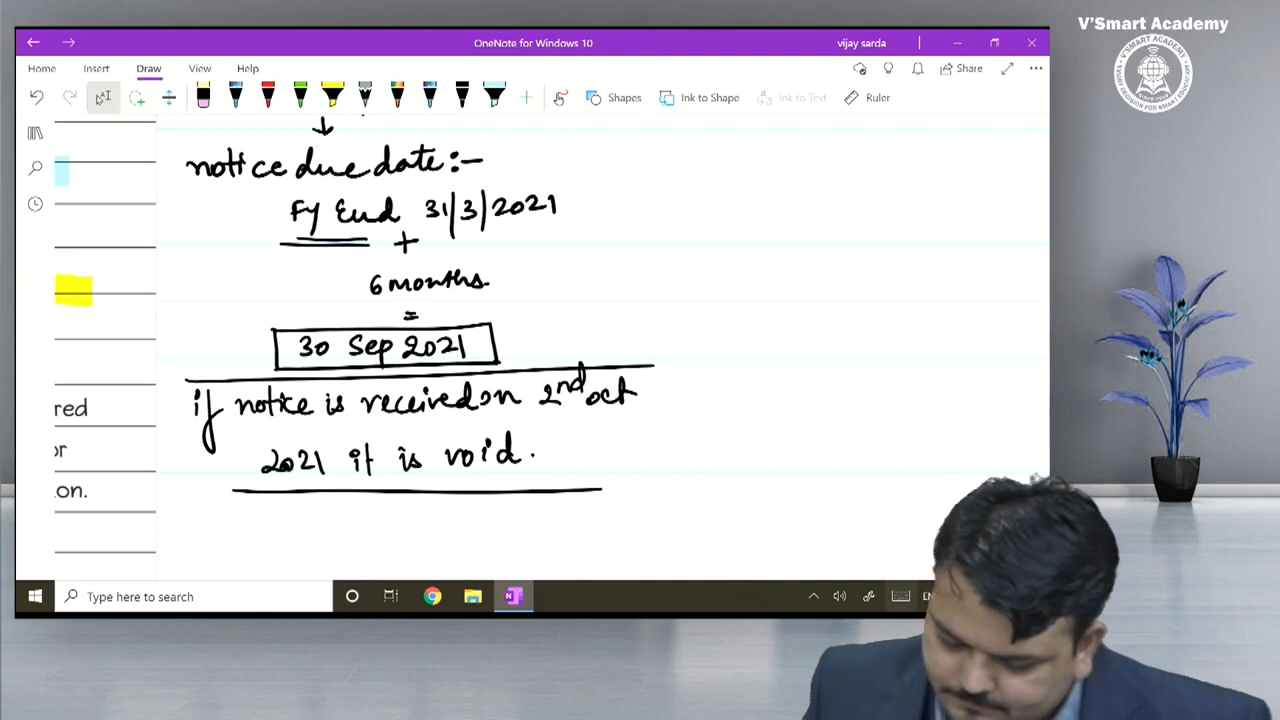 V'Smart Academy
OneNote for Windows 10
vijay sarda
Home Insert Draw View Help
Share
Shapes Ink to Shape Ink to Text Ruler
notice due date:-
Fy End 31/3/2021
+
6 months.
=
30 Sep 2021
if notice is received on 2nd oct
2021 it is void.
red
or
on.
Type here to search